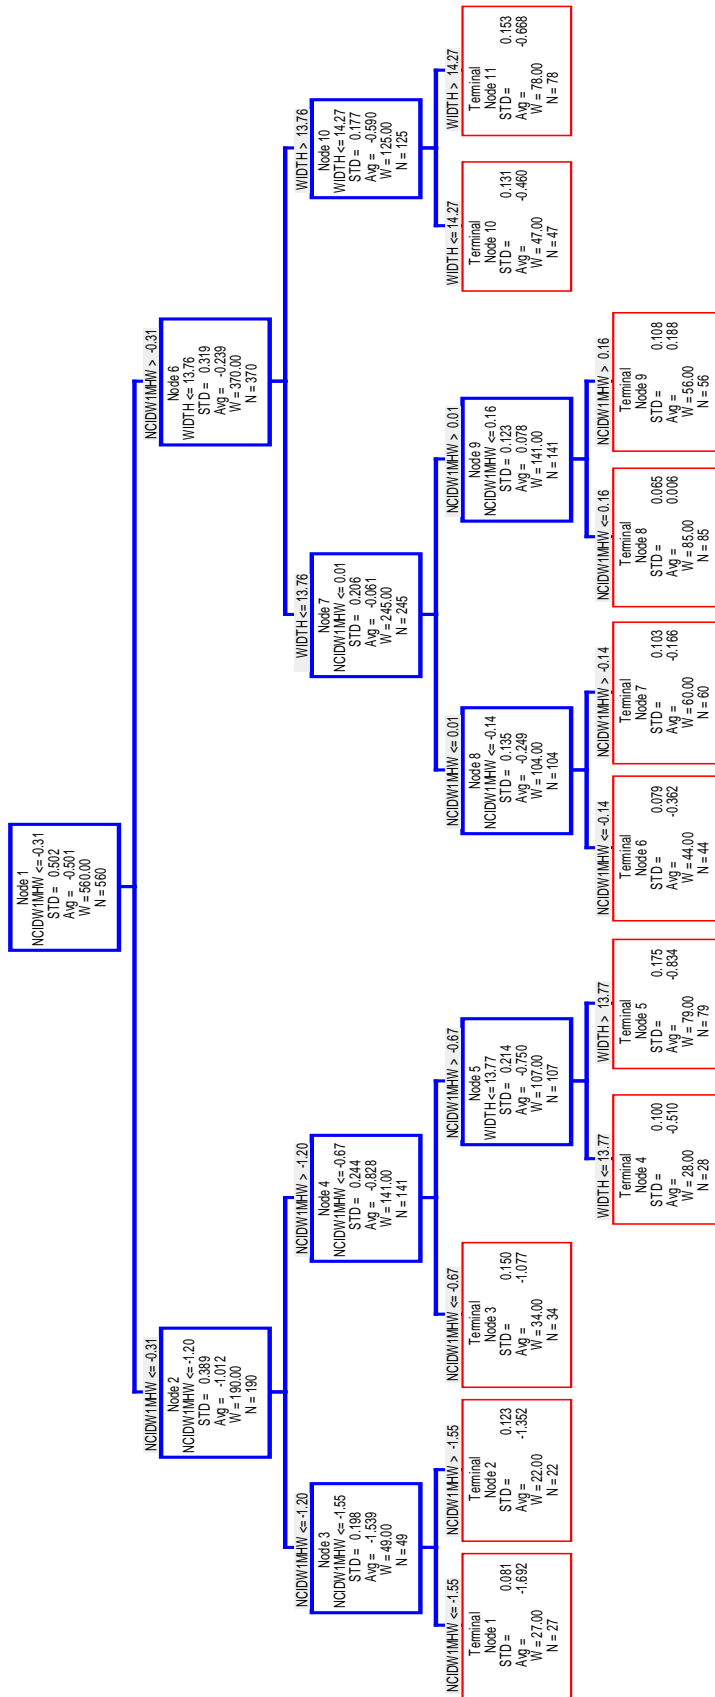 Node 1
NCIDW1MHW <= -0.31
STD = 0.502
Avg = -0.501
W = 560.00
N = 560
NCIDW1MHW <= -0.31
Node 2
NCIDW1MHW <= -1.20
STD = 0.389
Avg = -1.012
W = 190.00
N = 190
NCIDW1MHW > -0.31
Node 6
WIDTH <= 13.76
STD = 0.319
Avg = -0.239
W = 370.00
N = 370
NCIDW1MHW <= -1.20
Node 3
NCIDW1MHW <= -1.55
STD = 0.198
Avg = -1.539
W = 49.00
N = 49
NCIDW1MHW > -1.20
Node 4
NCIDW1MHW <= -0.67
STD = 0.244
Avg = -0.828
W = 141.00
N = 141
WIDTH <= 13.76
Node 7
NCIDW1MHW <= 0.01
STD = 0.206
Avg = -0.061
W = 245.00
N = 245
WIDTH > 13.76
Node 10
WIDTH <= 14.27
STD = 0.177
Avg = -0.590
W = 125.00
N = 125
NCIDW1MHW <= -1.55
Terminal
Node 1
STD = 0.081
Avg = -1.692
W = 27.00
N = 27
NCIDW1MHW > -1.55
Terminal
Node 2
STD = 0.123
Avg = -1.352
W = 22.00
N = 22
NCIDW1MHW <= -0.67
Terminal
Node 3
STD = 0.150
Avg = -1.077
W = 34.00
N = 34
NCIDW1MHW > -0.67
Node 5
WIDTH <= 13.77
STD = 0.214
Avg = -0.750
W = 107.00
N = 107
NCIDW1MHW <= 0.01
Node 8
NCIDW1MHW <= -0.14
STD = 0.135
Avg = -0.249
W = 104.00
N = 104
NCIDW1MHW > 0.01
Node 9
NCIDW1MHW <= 0.16
STD = 0.123
Avg = 0.078
W = 141.00
N = 141
WIDTH <= 14.27
Terminal
Node 10
STD = 0.131
Avg = -0.460
W = 47.00
N = 47
WIDTH > 14.27
Terminal
Node 11
STD = 0.153
Avg = -0.668
W = 78.00
N = 78
WIDTH <= 13.77
Terminal
Node 4
STD = 0.100
Avg = -0.510
W = 28.00
N = 28
WIDTH > 13.77
Terminal
Node 5
STD = 0.175
Avg = -0.834
W = 79.00
N = 79
NCIDW1MHW <= -0.14
Terminal
Node 6
STD = 0.079
Avg = -0.362
W = 44.00
N = 44
NCIDW1MHW > -0.14
Terminal
Node 7
STD = 0.103
Avg = -0.166
W = 60.00
N = 60
NCIDW1MHW <= 0.16
Terminal
Node 8
STD = 0.065
Avg = 0.006
W = 85.00
N = 85
NCIDW1MHW > 0.16
Terminal
Node 9
STD = 0.108
Avg = 0.188
W = 56.00
N = 56